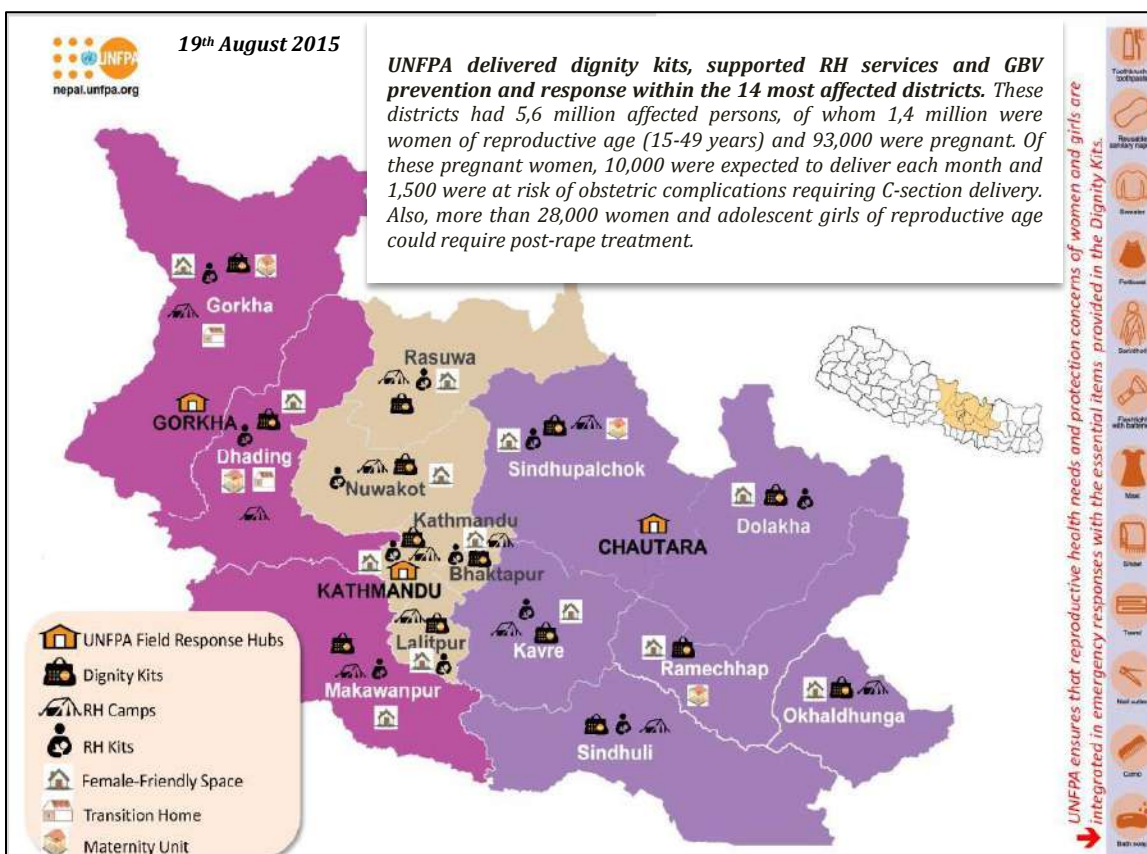 UNFPA
nepal.unfpa.org
19th August 2015
UNFPA delivered dignity kits, supported RH services and GBV
prevention and response within the 14 most affected districts. These
districts had 5,6 million affected persons, of whom 1,4 million were
women of reproductive age (15-49 years) and 93,000 were pregnant. Of
these pregnant women, 10,000 were expected to deliver each month and
1,500 were at risk of obstetric complications requiring C-section delivery.
Also, more than 28,000 women and adolescent girls of reproductive age
could require post-rape treatment.
Gorkha
Rasuwa
GORKHA
Dhading
Sindhupalchok
Nuwakot
Dolakha
Kathmandu
CHAUTARA
Bhaktapur
KATHMANDU
Lalitpur
Kavre
Ramechhap
Makawanpur
Okhaldhunga
Sindhuli
UNFPA Field Response Hubs
Dignity Kits
RH Camps
RH Kits
Female-Friendly Space
Transition Home
Maternity Unit
UNFPA ensures that reproductive health needs and protection concerns of women and girls are
integrated in emergency responses with the essential items provided in the Dignity Kits.
Sweater
Maxi
Towel
Comb